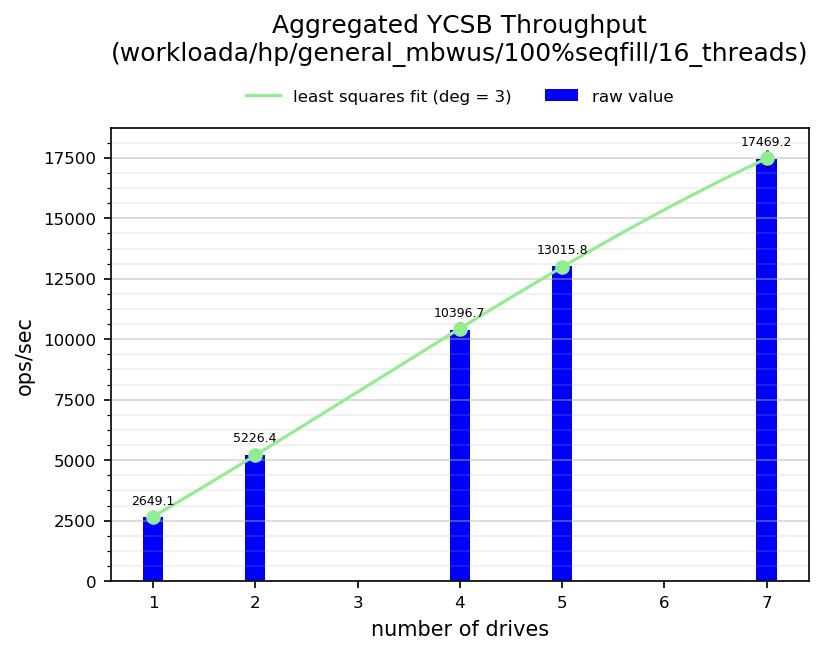 Aggregated YCSB Throughput
(workloada/hp/general_mbwus/100%seqfill/16_threads)
least squares fit (deg = 3) raw value
17469.2
17500
15000
13015.8
12500
10396.7
10000
7500
5226.4
5000
2649.1
2500
0
1 2 3 4 5 6 7
number of drives
ops/sec